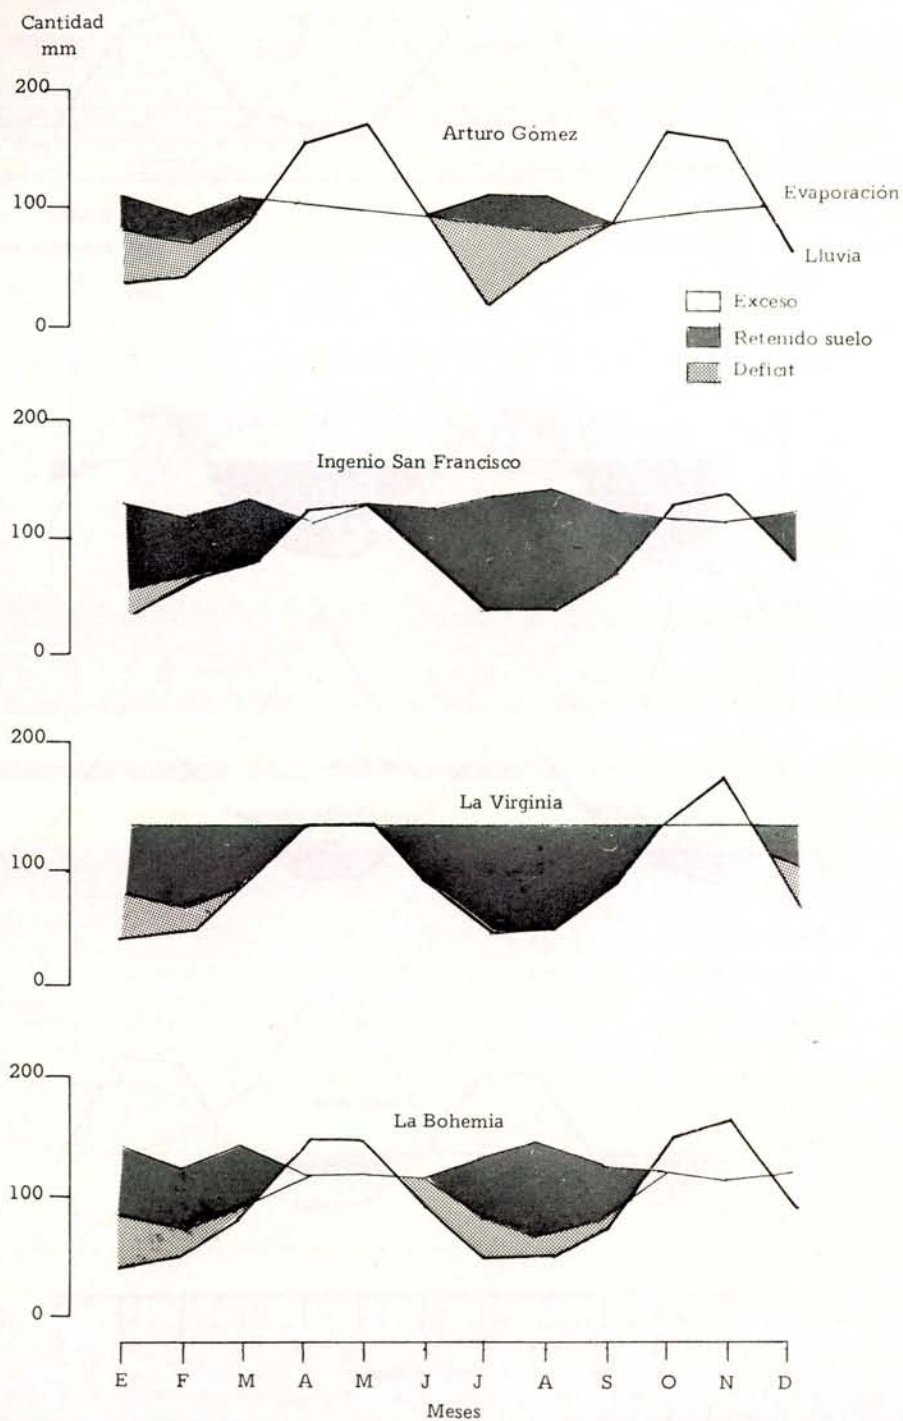 Cantidad
mm
200
Arturo Gómez
100
Evaporación
Lluvia
Exceso
0
Retenido suelo
Deficit
200
Ingenio San Francisco
100
0
200
La Virginia
100
0
200
La Bohemia
100
0
E F M A M J J A S O N D
Meses